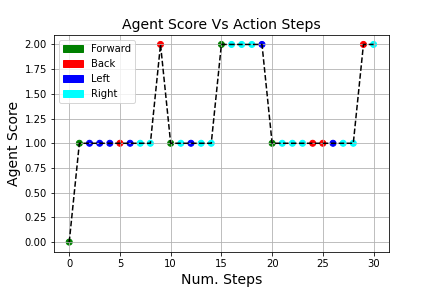 Agent Score Vs Action Steps
Forward
Back
Left
Right
Agent Score
2.00
1.75
1.50
1.25
1.00
0.75
0.50
0.25
0.00
0 5 10 15 20 25 30
Num. Steps